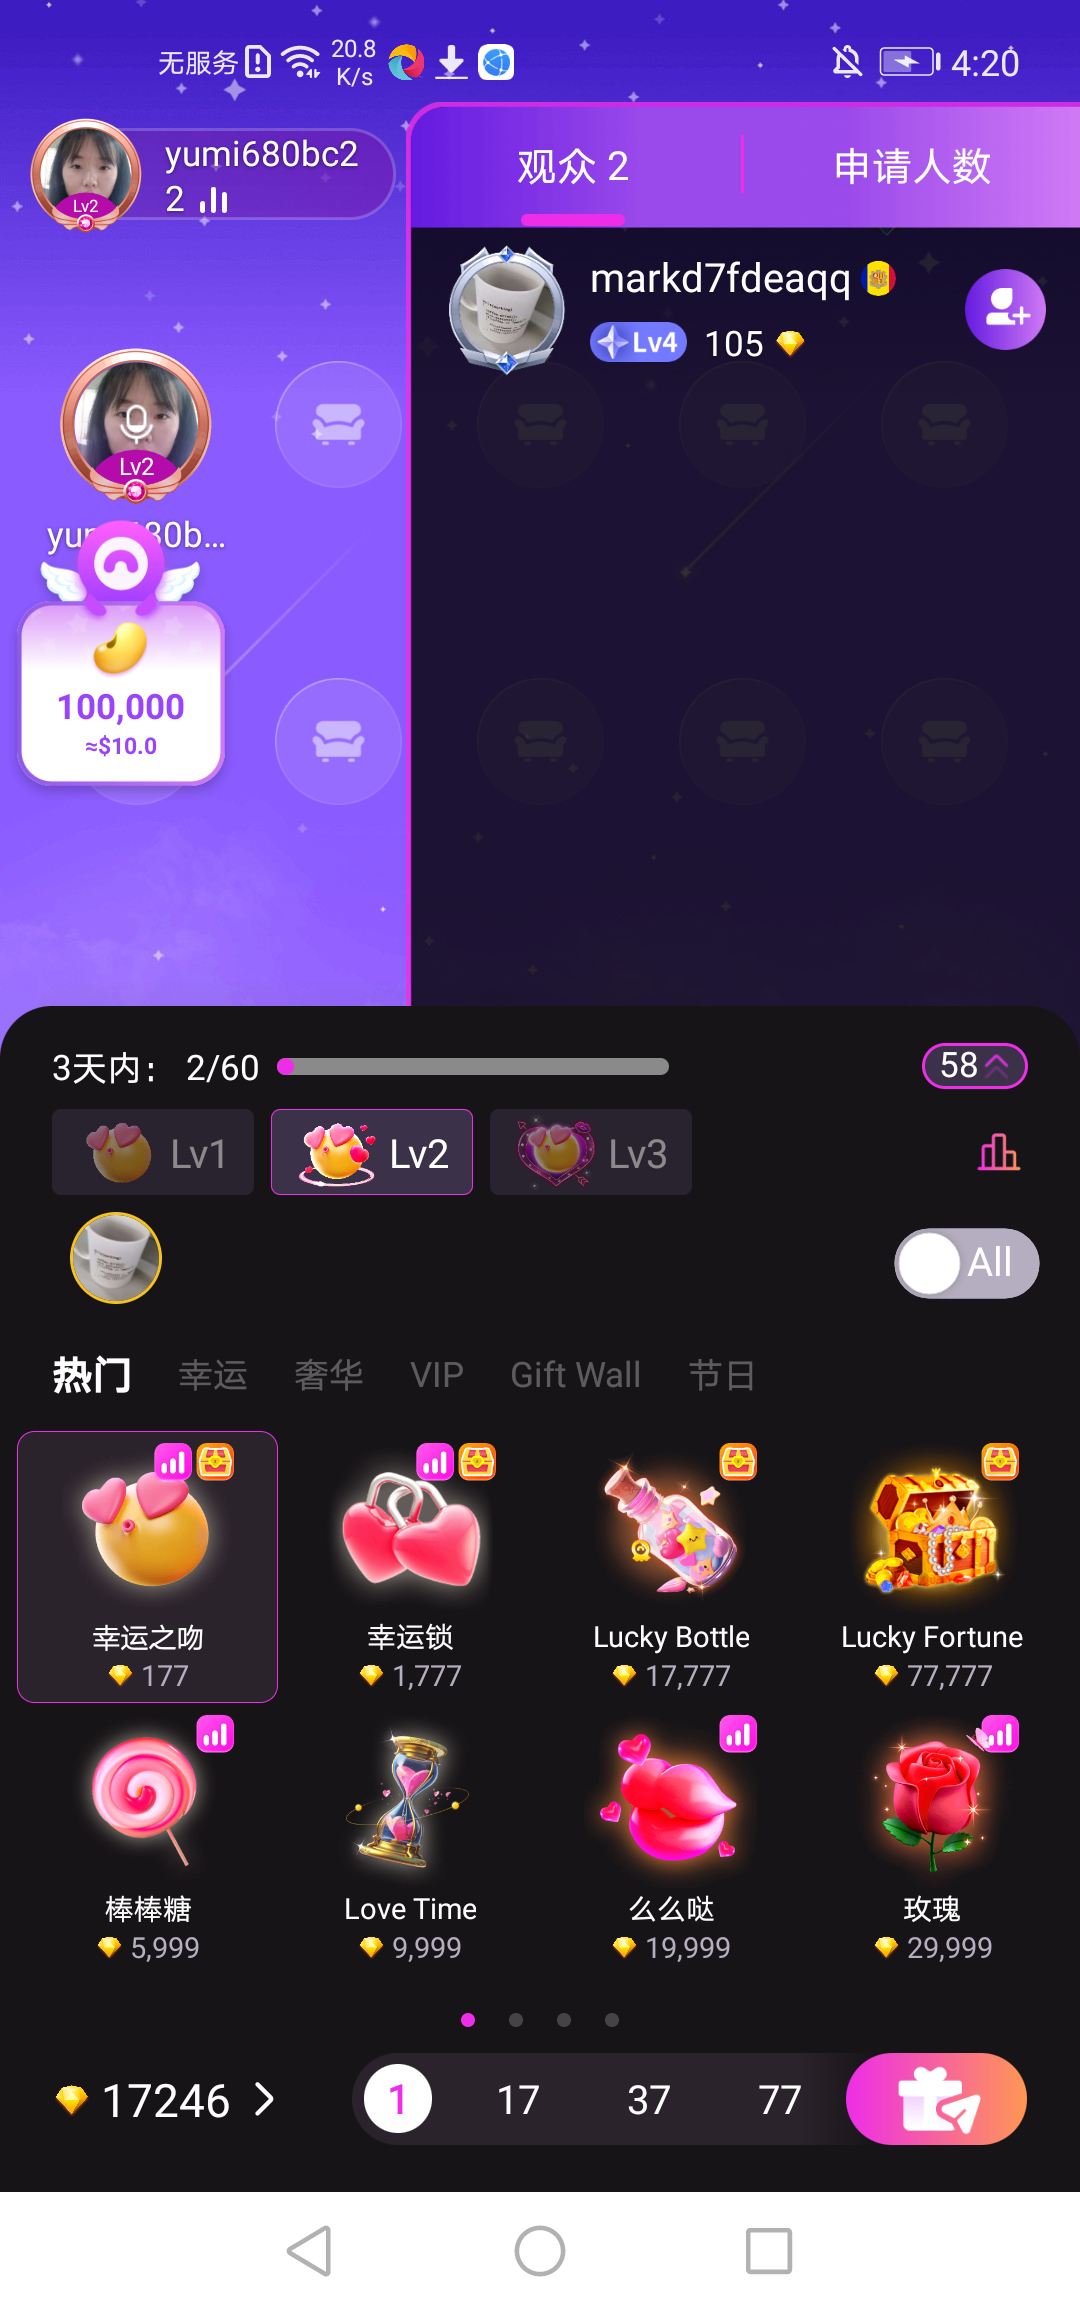 无服务 20.8 K/s 4:20
yumi680bc2
2
Lv2
观众 2
申请人数
markd7fdeaqq
Lv4 105
Lv2
yumi680b...
100,000
≈$10.0
3天内： 2/60
58
Lv1
Lv2
Lv3
All
热门 幸运 奢华 VIP Gift Wall 节日
幸运之吻
177
幸运锁
1,777
Lucky Bottle
17,777
Lucky Fortune
77,777
棒棒糖
5,999
Love Time
9,999
么么哒
19,999
玫瑰
29,999
17246
1 17 37 77